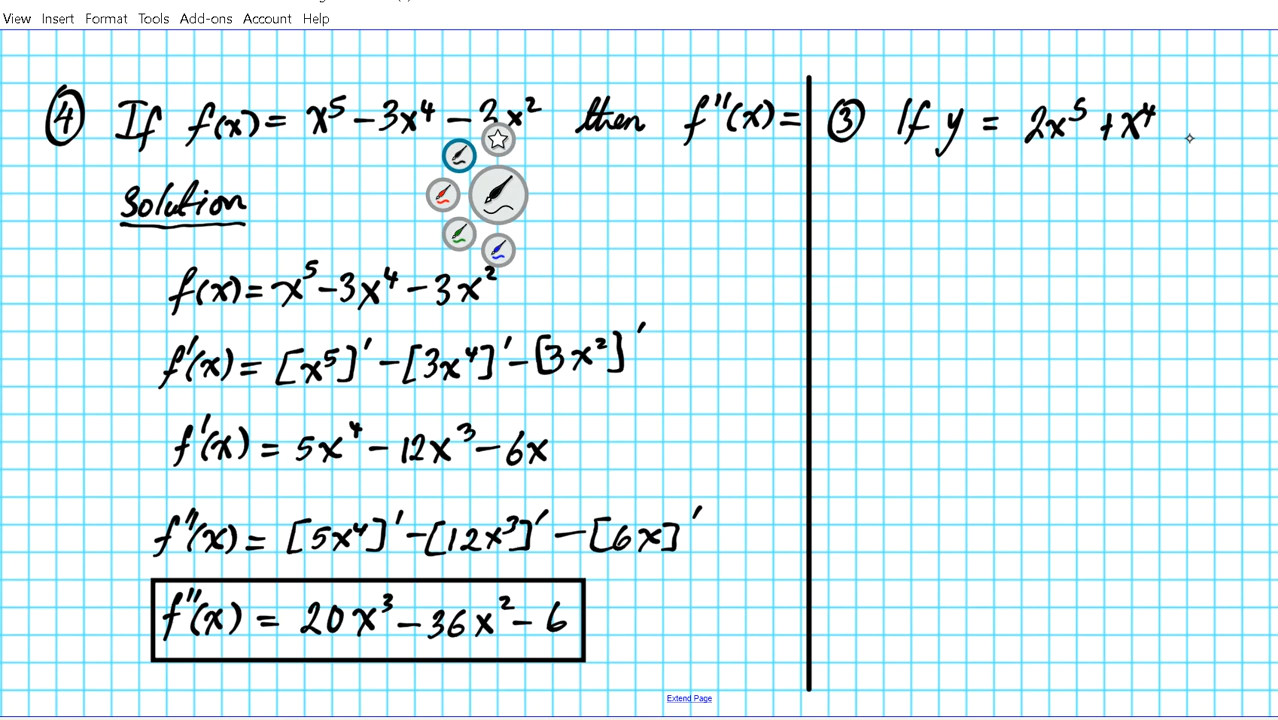 View Insert Format Tools Add-ons Account Help
④ If f(x) = x⁵ - 3x⁴ - 3x² then f''(x) =
Solution
f(x) = x⁵ - 3x⁴ - 3x²
f'(x) = [x⁵]' - [3x⁴]' - [3x²]'
f'(x) = 5x⁴ - 12x³ - 6x
f''(x) = [5x⁴]' - [12x³]' - [6x]'
f''(x) = 20x³ - 36x² - 6
③ If y = 2x⁵ + x⁴
Extend Page